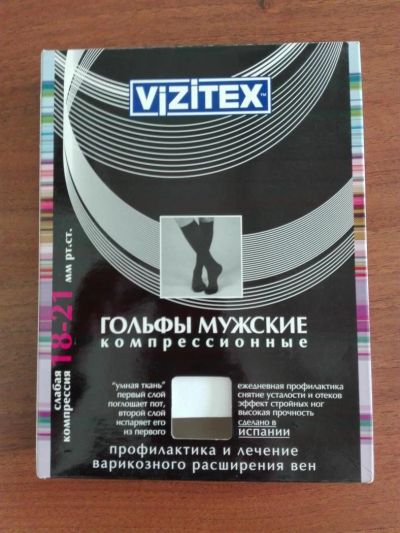 ViZiTEX™
слабая
компрессия 18-21 мм рт.ст.
ГОЛЬФЫ МУЖСКИЕ
компрессионные
"умная ткань"
первый слой
поглощает пот,
второй слой
испаряет его
из первого
ежедневная профилактика
снятие усталости и отеков
эффект стройных ног
высокая прочность
сделано в
испании
профилактика и лечение
варикозного расширения вен